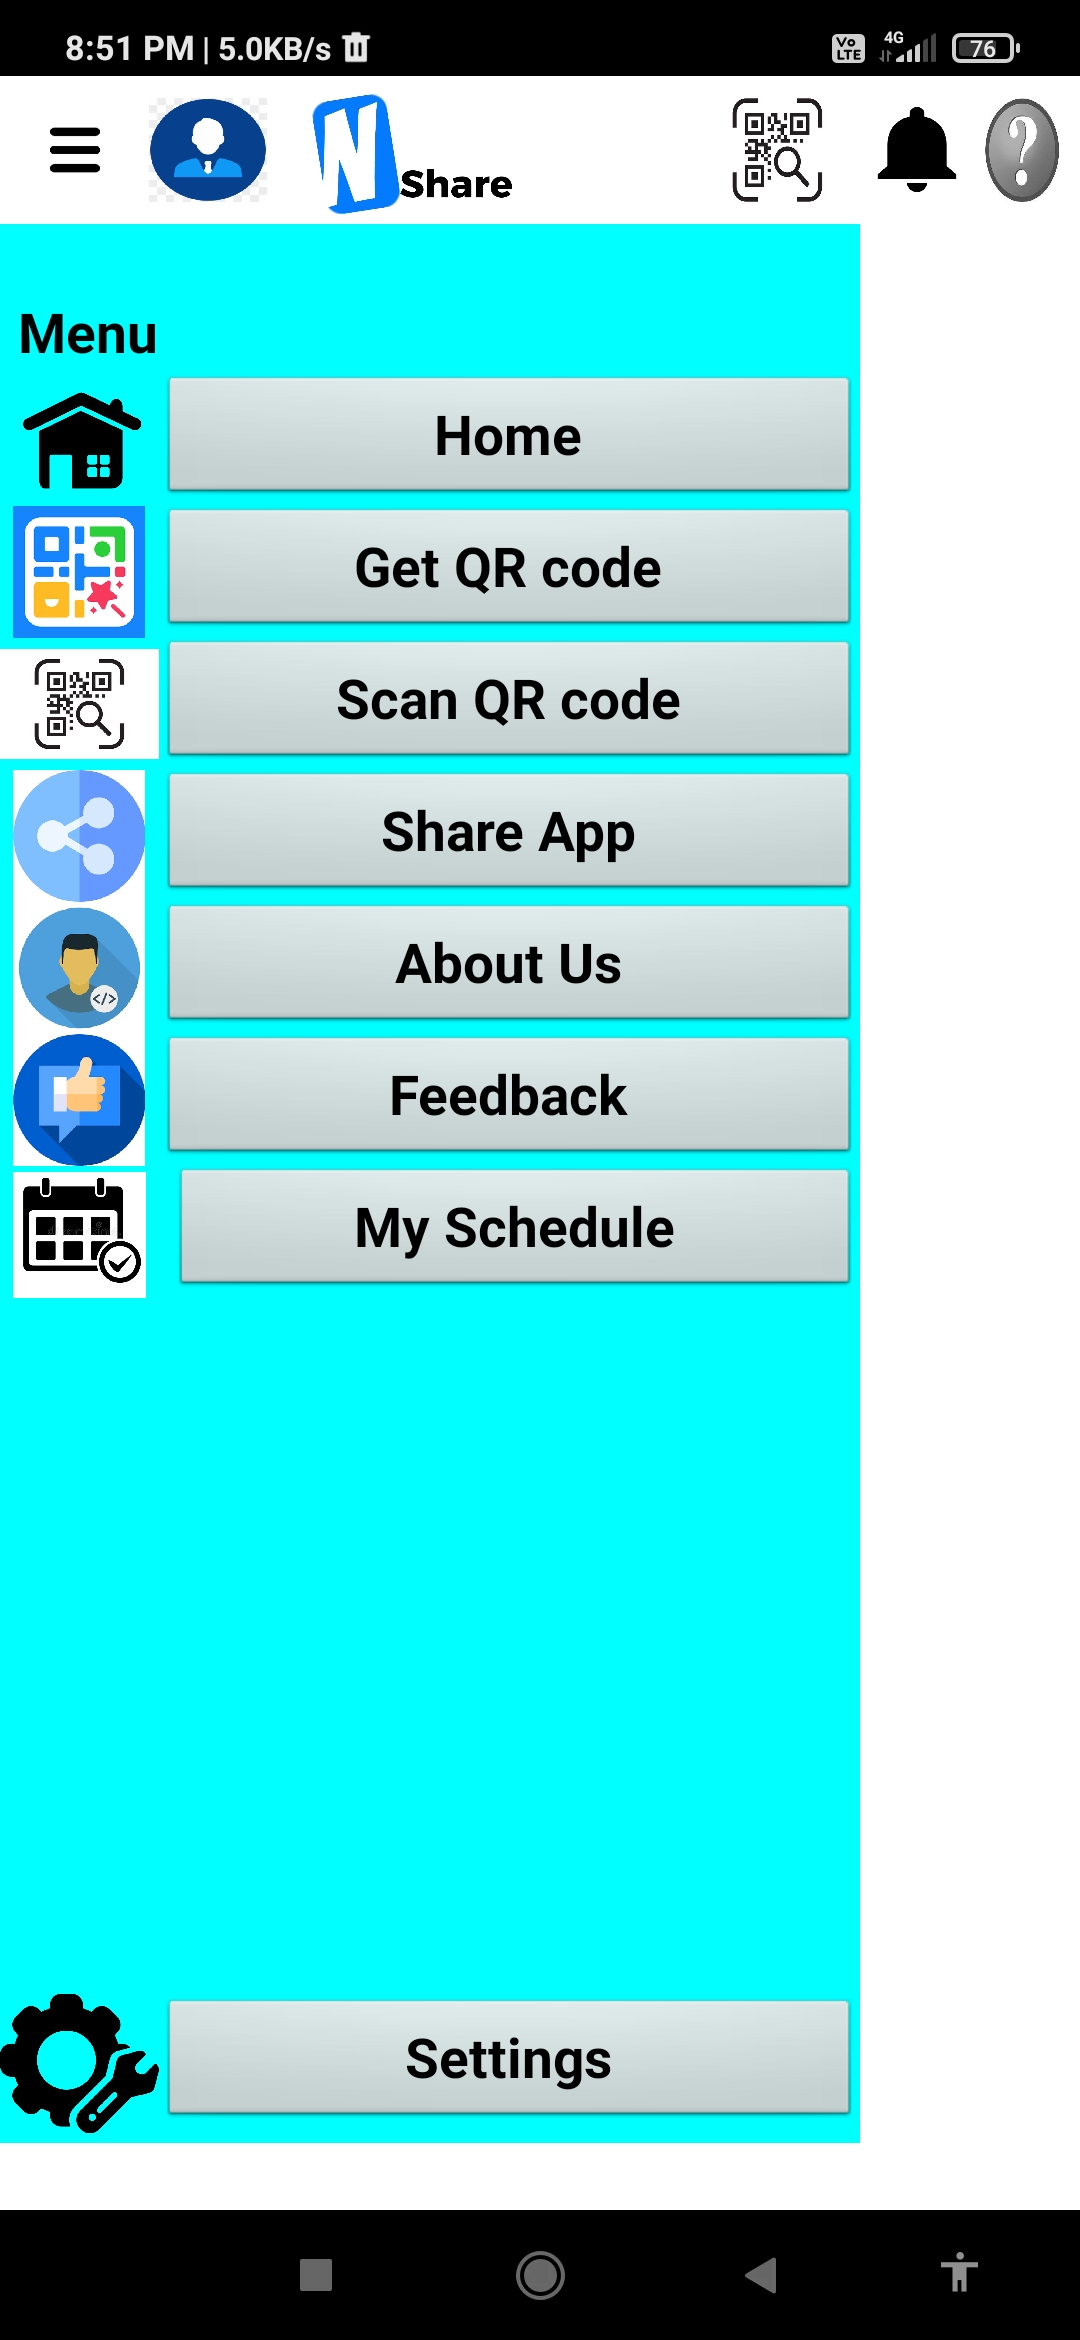 8:51 PM | 5.0KB/s
Vo LTE 4G 76
N Share
Menu
Home
Get QR code
Scan QR code
Share App
About Us
Feedback
My Schedule
Settings